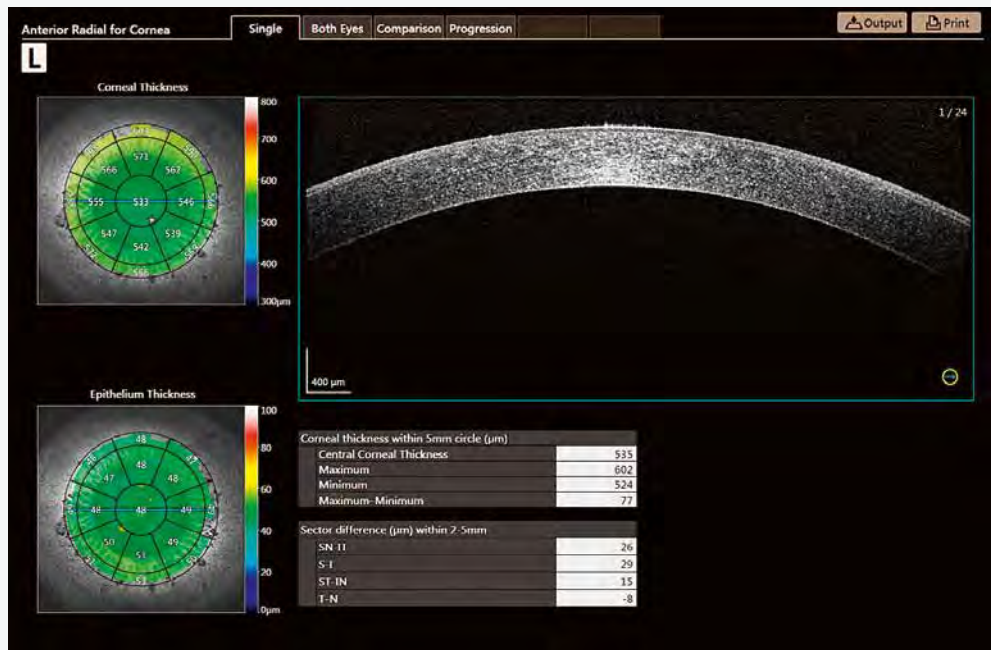 Anterior Radial for Cornea
Single
Both Eyes
Comparison
Progression
Output
Print
L
Corneal Thickness
571
566
562
555
533
546
547
539
542
556
800
700
600
500
400
300µm
1 / 24
400 µm
Epithelium Thickness
48
48
47
48
48
48
49
50
49
51
53
100
80
60
40
20
0µm
Corneal thickness within 5mm circle (µm)
Central Corneal Thickness 535
Maximum 602
Minimum 524
Maximum-Minimum 77
Sector difference (µm) within 2-5mm
SN-IT 26
S-I 29
ST-IN 15
T-N -8